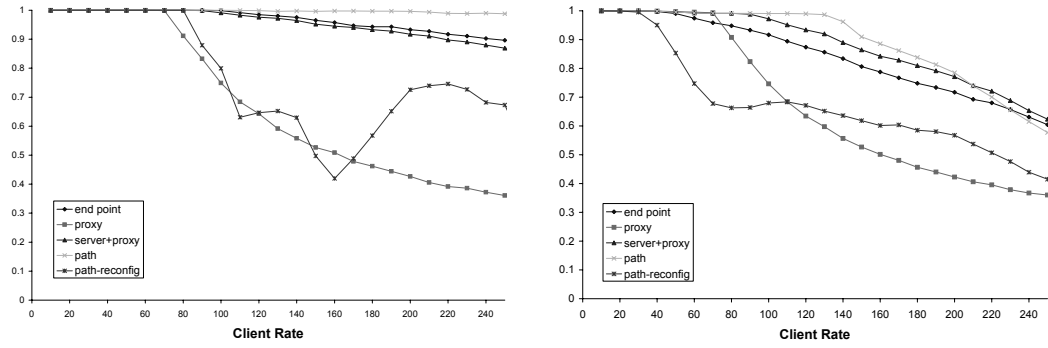 1
0.9
0.8
0.7
0.6
0.5
0.4
0.3
0.2
0.1
0
end point
proxy
server+proxy
path
path-reconfig
0 20 40 60 80 100 120 140 160 180 200 220 240
Client Rate
1
0.9
0.8
0.7
0.6
0.5
0.4
0.3
0.2
0.1
0
end point
proxy
server+proxy
path
path-reconfig
0 20 40 60 80 100 120 140 160 180 200 220 240
Client Rate